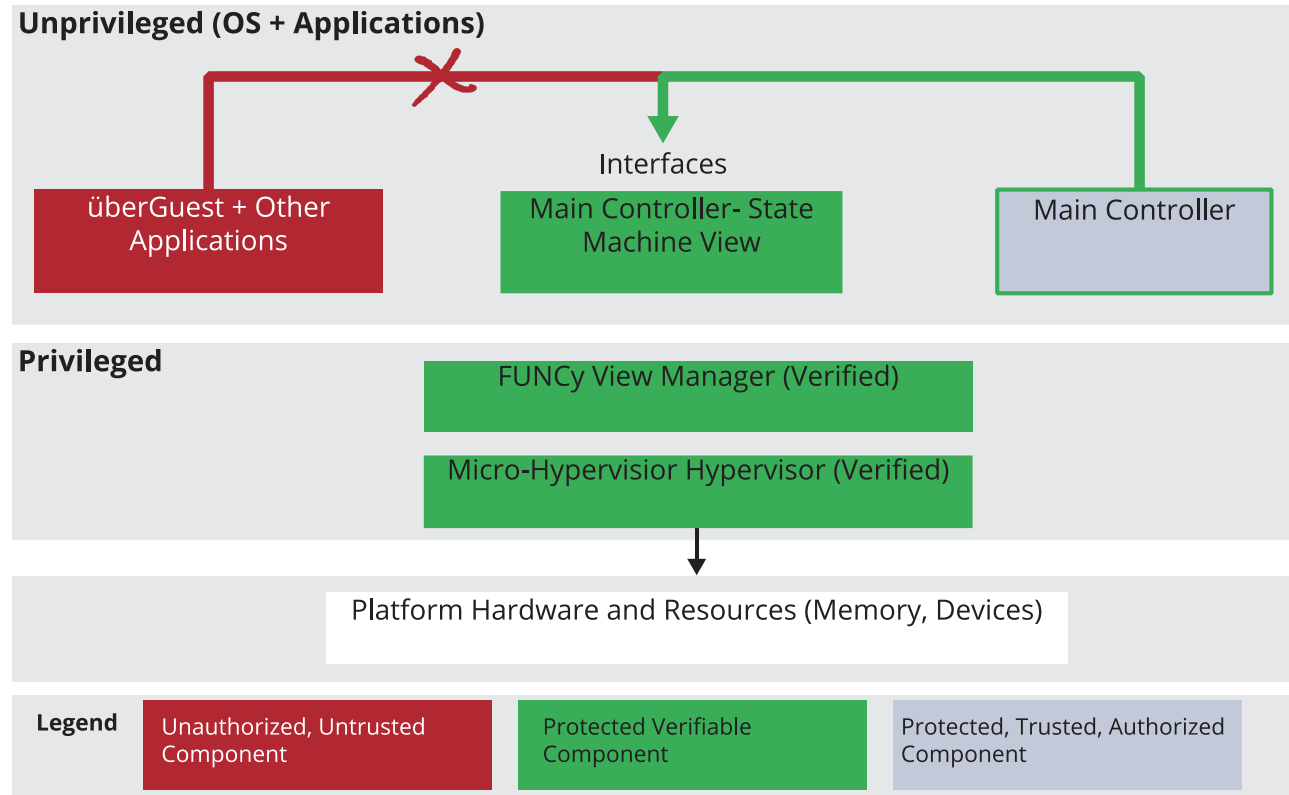 Unprivileged (OS + Applications)
Interfaces
überGuest + Other
Applications
Main Controller- State
Machine View
Main Controller
Privileged
FUNCy View Manager (Verified)
Micro-Hypervisior Hypervisor (Verified)
Platform Hardware and Resources (Memory, Devices)
Legend
Unauthorized, Untrusted
Component
Protected Verifiable
Component
Protected, Trusted, Authorized
Component